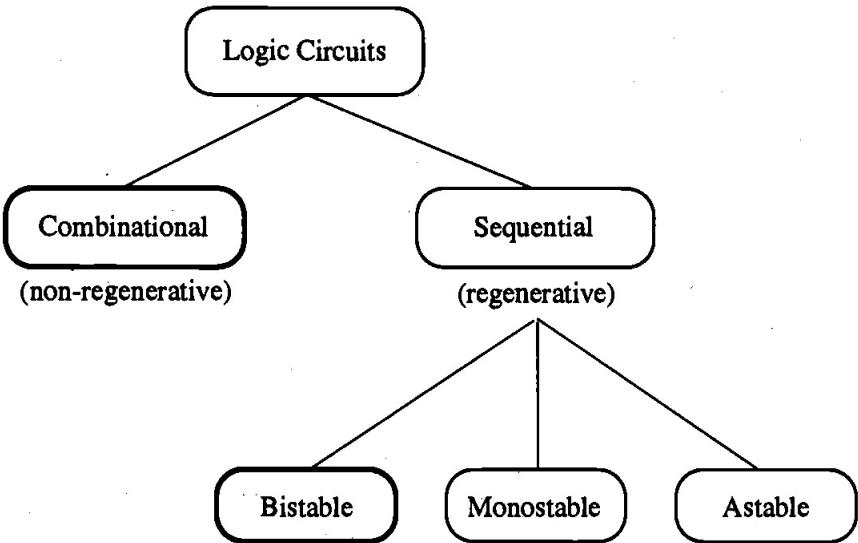 Logic Circuits
Combinational
(non-regenerative)
Sequential
(regenerative)
Bistable
Monostable
Astable